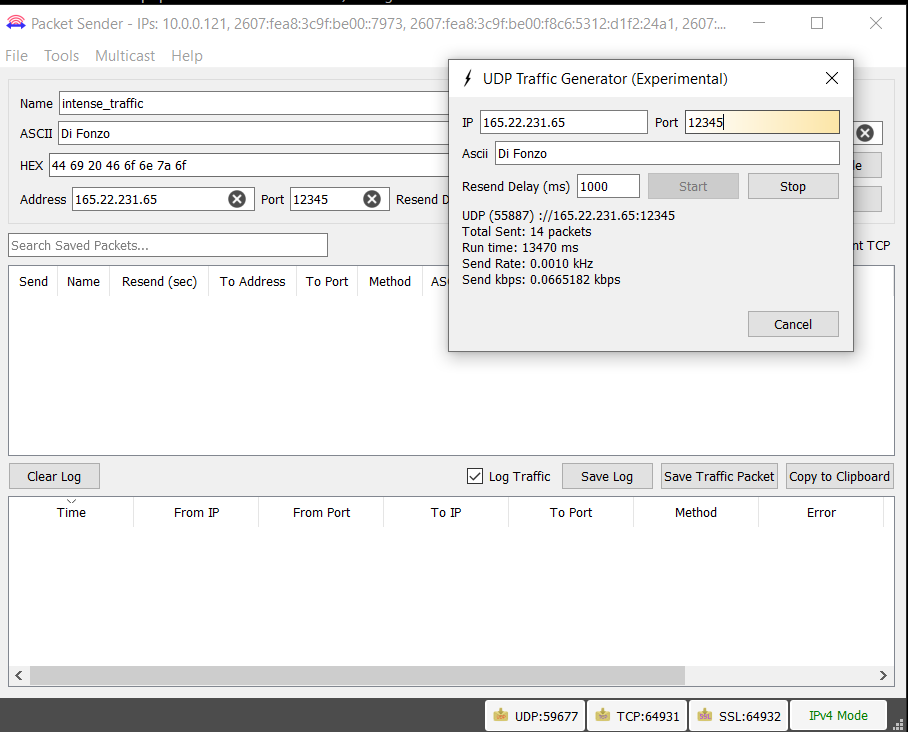 Packet Sender - IPs: 10.0.0.121, 2607:fea8:3c9f:be00::7973, 2607:fea8:3c9f:be00:f8c6:5312:d1f2:24a1, 2607:...
File Tools Multicast Help
Name intense_traffic
ASCII Di Fonzo
HEX 44 69 20 46 6f 6e 7a 6f
Address 165.22.231.65 Port 12345 Resend D
Search Saved Packets...
nt TCP
Send Name Resend (sec) To Address To Port Method ASC
UDP Traffic Generator (Experimental)
IP 165.22.231.65 Port 12345
Ascii Di Fonzo
Resend Delay (ms) 1000 Start Stop
UDP (55887) ://165.22.231.65:12345
Total Sent: 14 packets
Run time: 13470 ms
Send Rate: 0.0010 kHz
Send kbps: 0.0665182 kbps
Cancel
Clear Log Log Traffic Save Log Save Traffic Packet Copy to Clipboard
Time From IP From Port To IP To Port Method Error
UDP:59677 TCP:64931 SSL:64932 IPv4 Mode